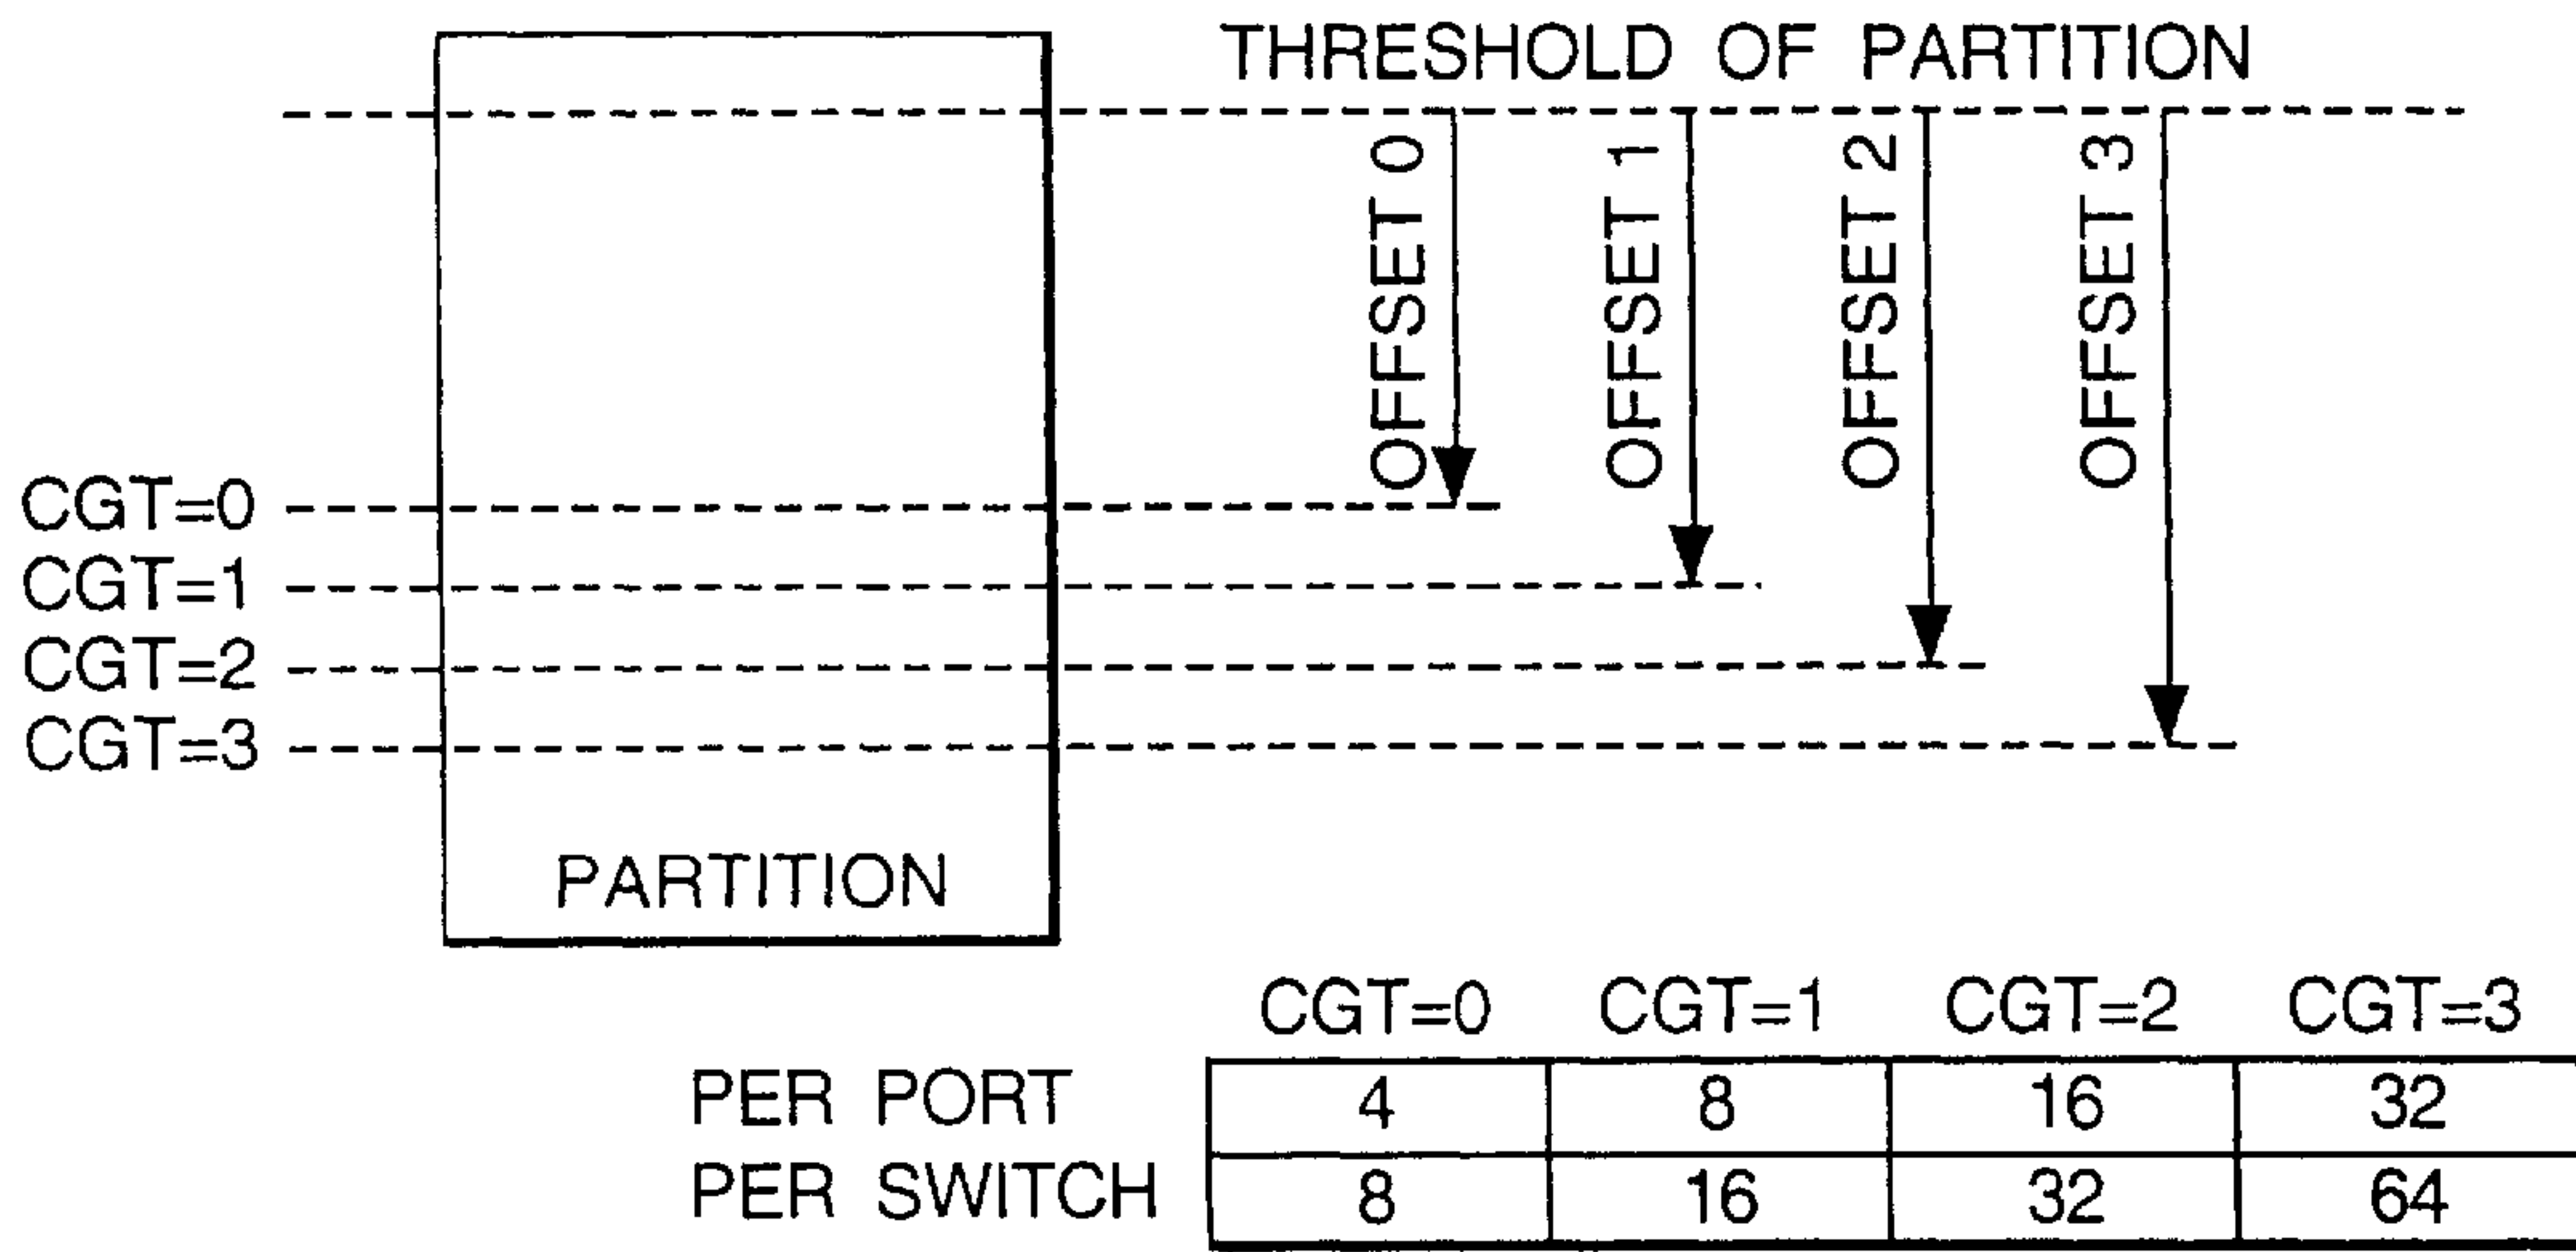 THRESHOLD OF PARTITION
OFFSET 0
OFFSET 1
OFFSET 2
OFFSET 3
CGT=0
CGT=1
CGT=2
CGT=3
PARTITION
CGT=0 CGT=1 CGT=2 CGT=3
PER PORT 4 8 16 32
PER SWITCH 8 16 32 64